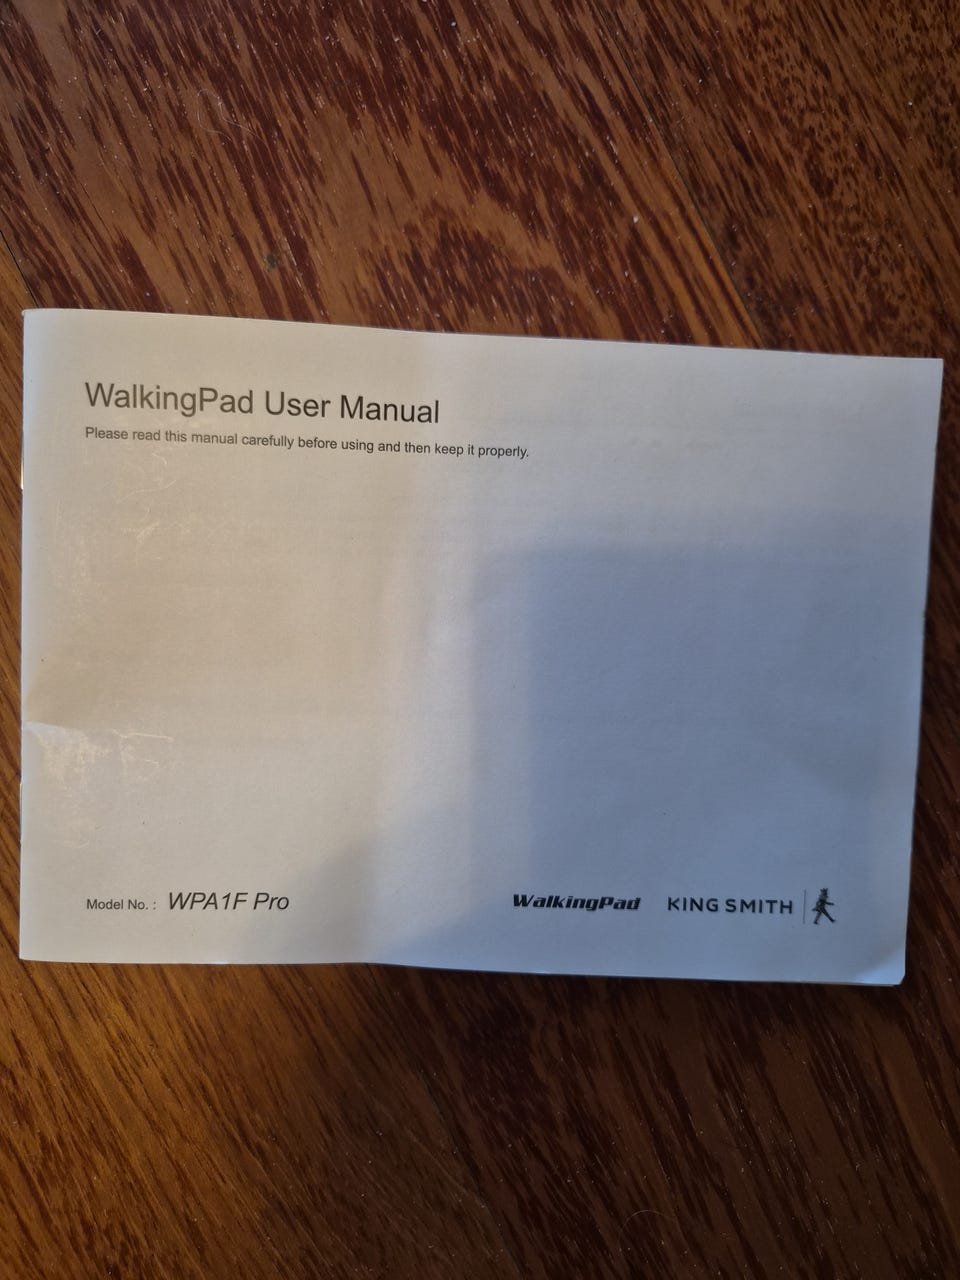 WalkingPad User Manual
Please read this manual carefully before using and then keep it properly.
Model No. : WPA1F Pro
WalkingPad KING SMITH